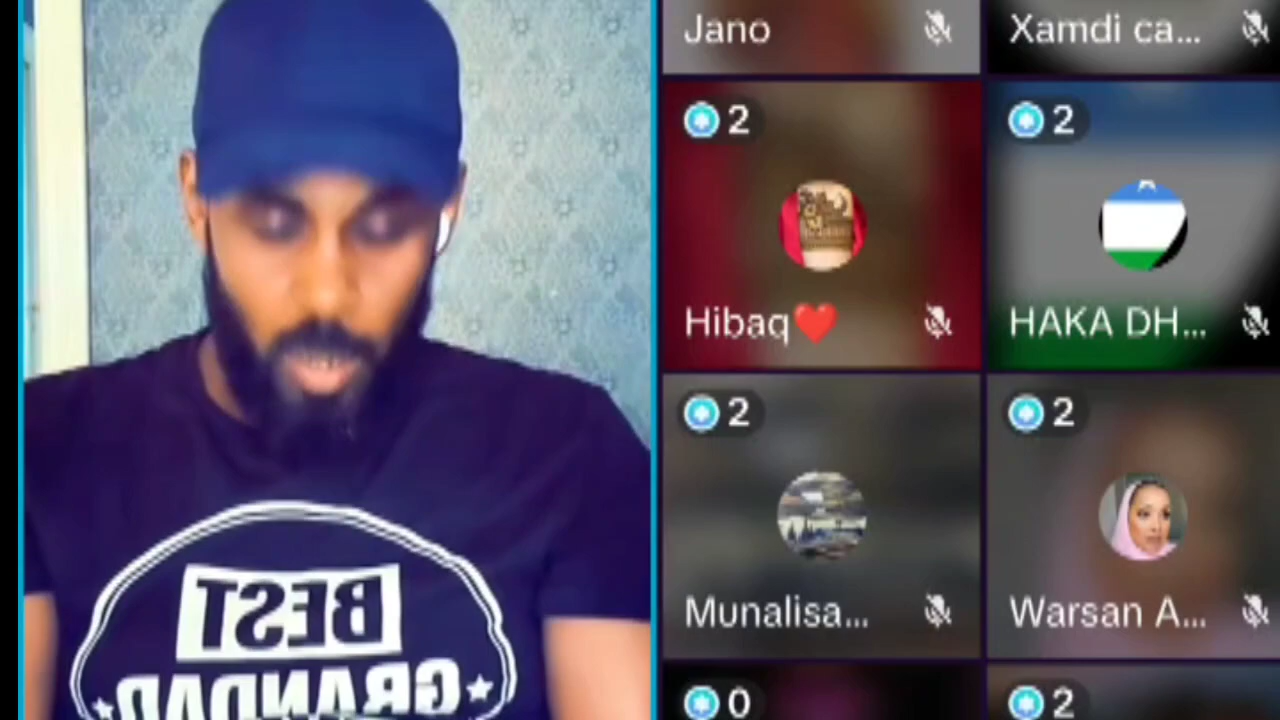 Jano
Xamdi ca...
2
2
Hibaq❤️
HAKA DH...
2
2
Munalisa...
Warsan A...
BEST
GRANDAD
0
2